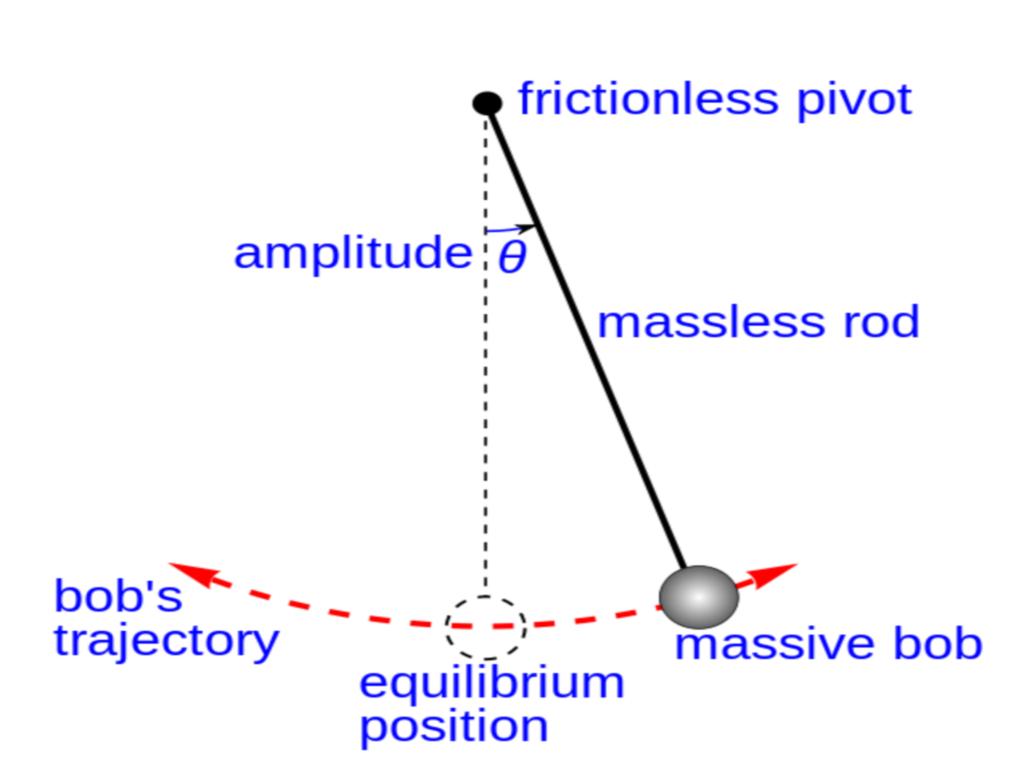 frictionless pivot
amplitude θ
massless rod
bob's
trajectory
massive bob
equilibrium
position